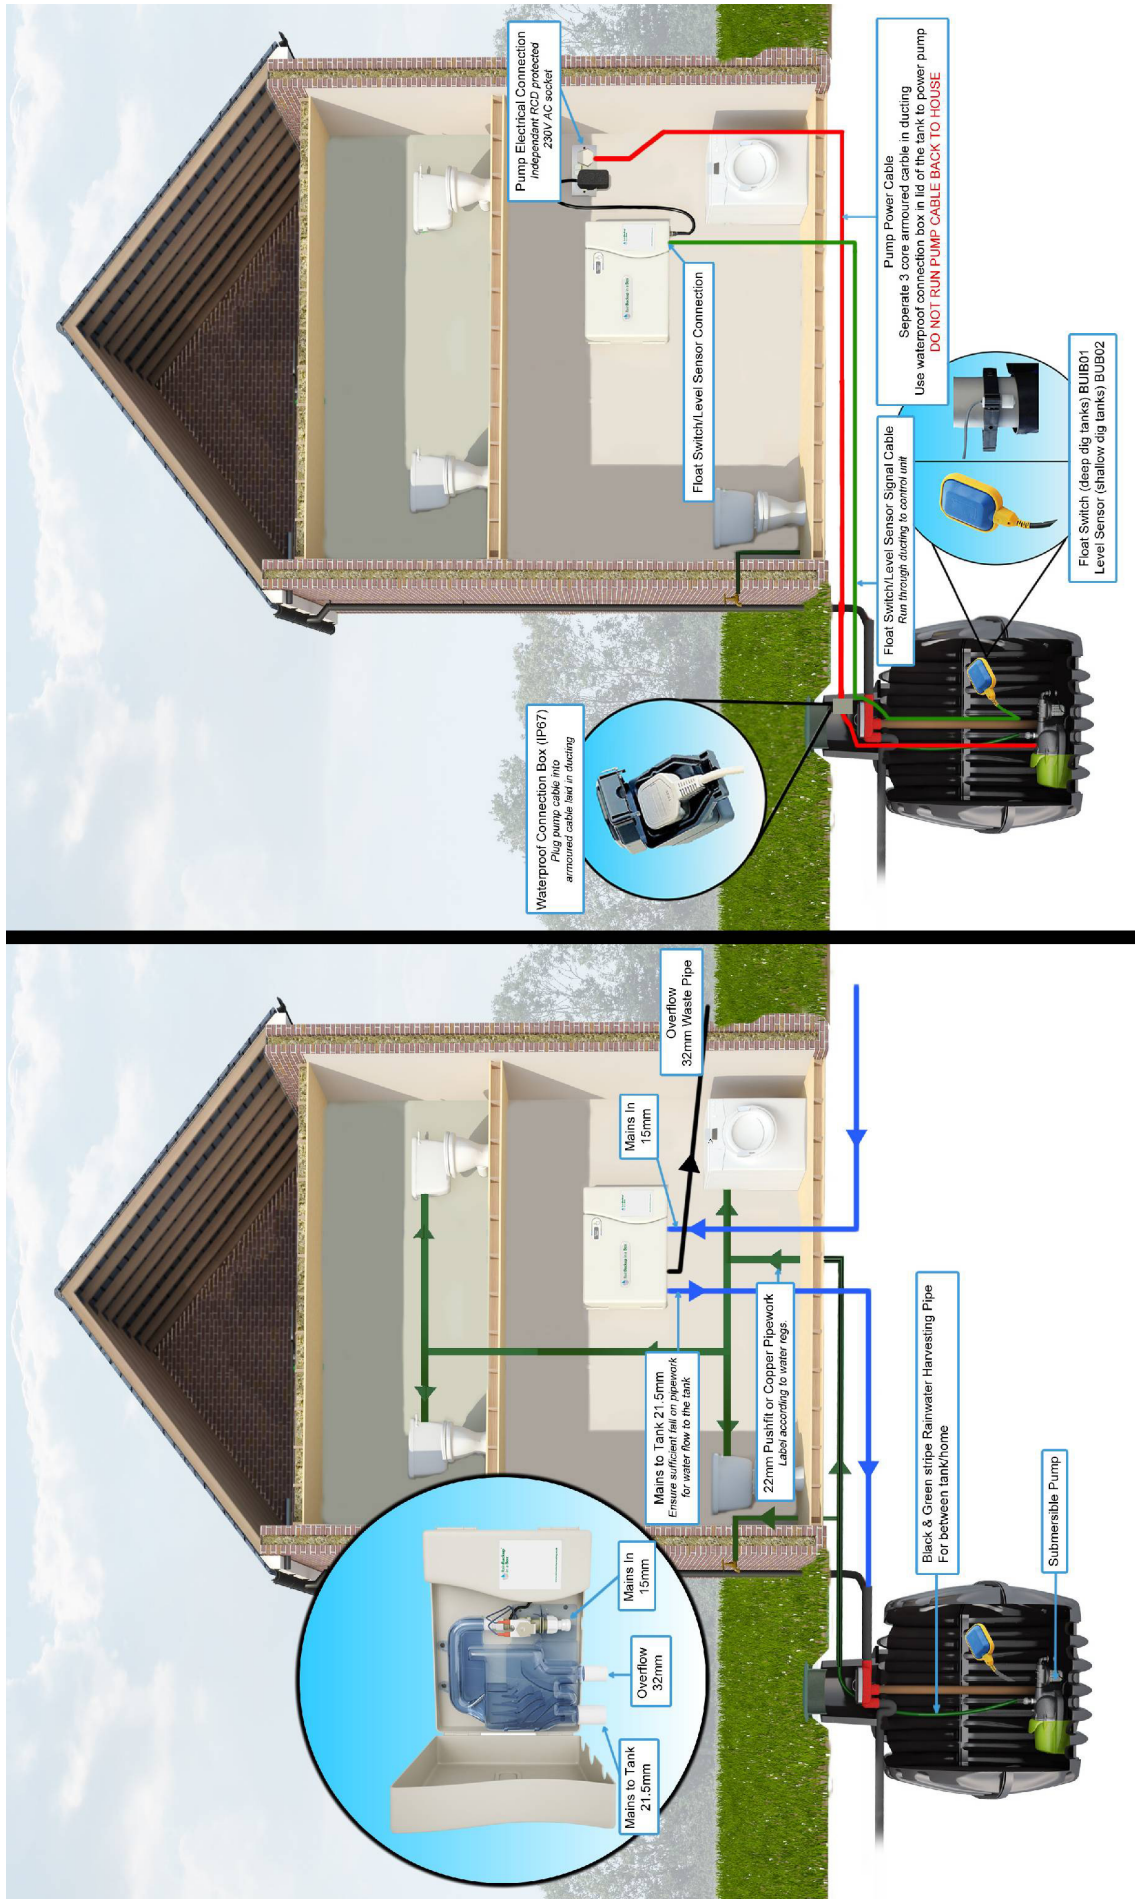 Overflow
32mm Waste Pipe
Mains In
15mm
Mains to Tank 21.5mm
Ensure sufficient fall on pipework
for water flow to the tank
22mm Pushfit or Copper Pipework
Label according to water regs.
Mains In
15mm
Overflow
32mm
Mains to Tank
21.5mm
Black & Green stripe Rainwater Harvesting Pipe
For between tank/home
Submersible Pump
Pump Electrical Connection
Independant RCD protected
230V AC socket
Float Switch/Level Sensor Connection
Waterproof Connection Box (IP67)
Plug pump cable into
armoured cable laid in ducting
Pump Power Cable
Seperate 3 core armoured carble in ducting
Use waterproof connection box in lid of the tank to power pump
DO NOT RUN PUMP CABLE BACK TO HOUSE
Float Switch/Level Sensor Signal Cable
Run through ducting to control unit
Float Switch (deep dig tanks) BUIB01
Level Sensor (shallow dig tanks) BUB02